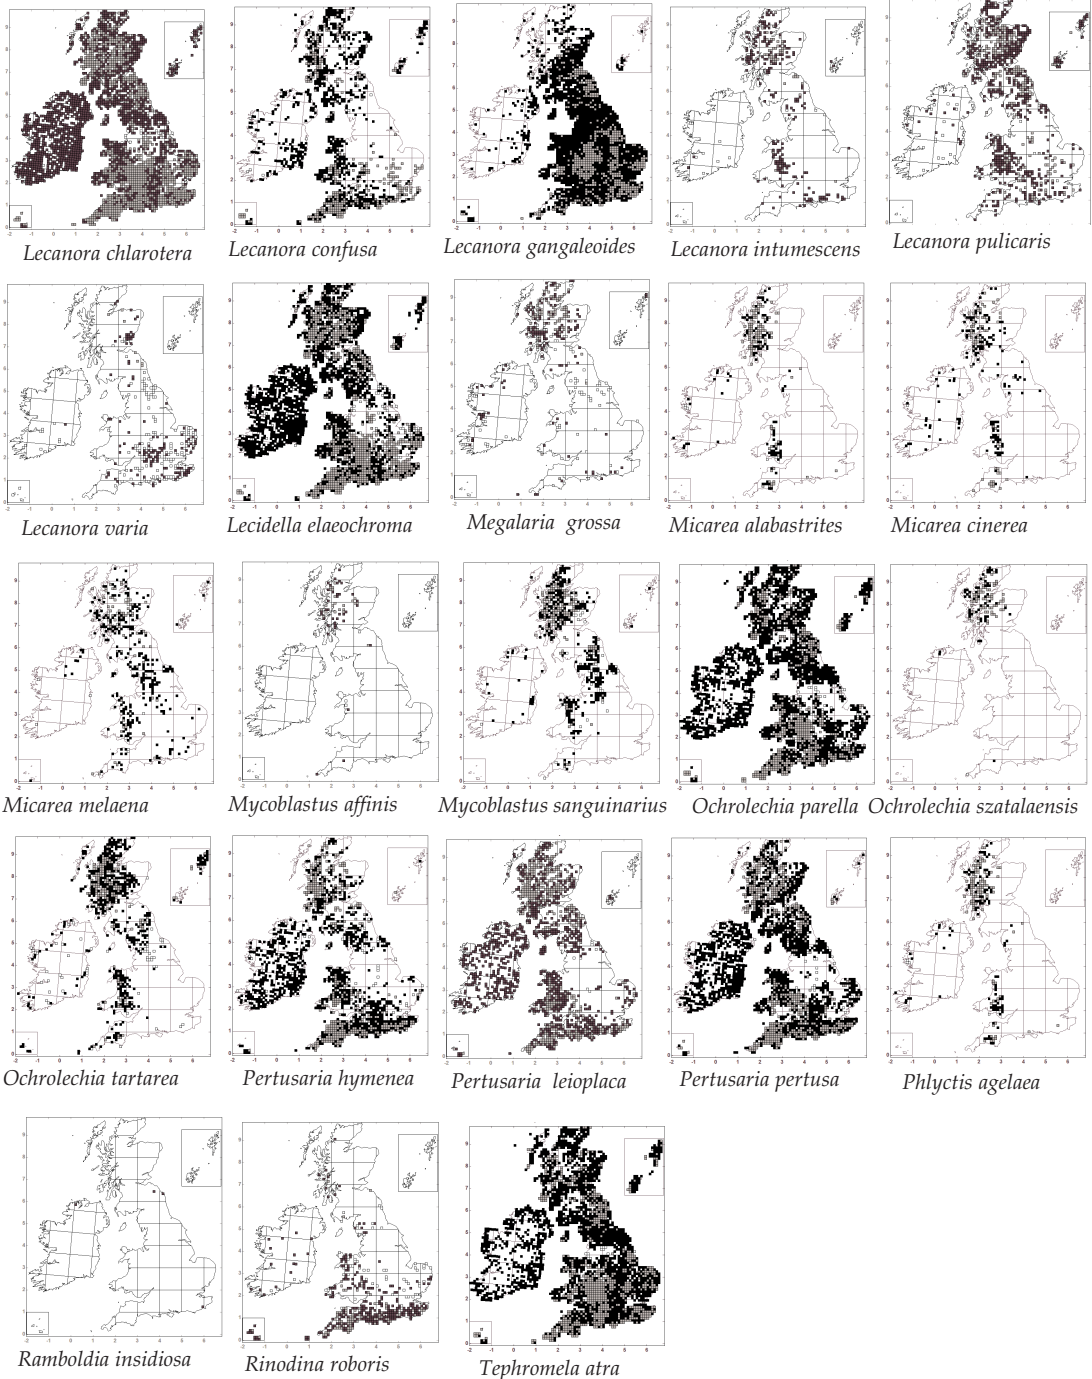 Lecanora chlarotera Lecanora confusa Lecanora gangaleoides Lecanora intumescens Lecanora pulicaris
Lecanora varia Lecidella elaeochroma Megalaria grossa Micarea alabastrites Micarea cinerea
Micarea melaena Mycoblastus affinis Mycoblastus sanguinarius Ochrolechia parella Ochrolechia szatalaensis
Ochrolechia tartarea Pertusaria hymenea Pertusaria leioplaca Pertusaria pertusa Phlyctis agelaea
Ramboldia insidiosa Rinodina roboris Tephromela atra